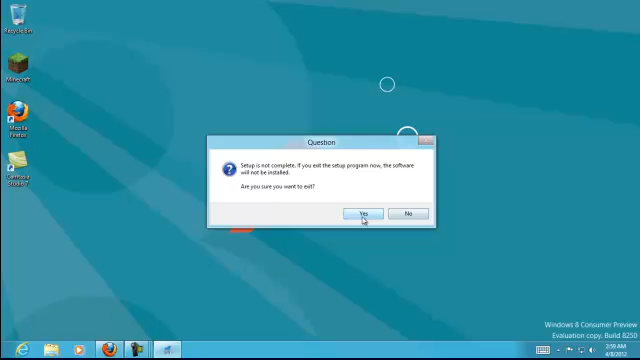 Recycle Bin
Minecraft
Mozilla
Firefox
Camtasia
Studio 7
Question
Setup is not complete. If you exit the setup program now, the software
will not be installed.
Are you sure you want to exit?
Yes
No
Windows 8 Consumer Preview
Evaluation copy. Build 8250
2:59 AM
4/8/2012